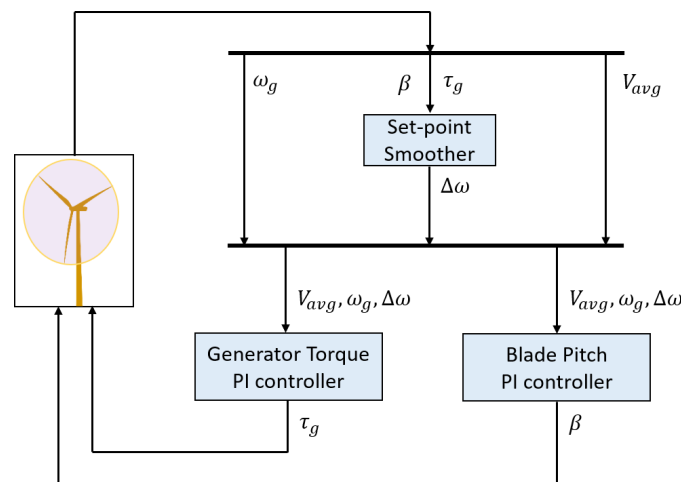 ω_g
β τ_g
V_avg
Set-point
Smoother
Δω
V_avg, ω_g, Δω
V_avg, ω_g, Δω
Generator Torque
PI controller
Blade Pitch
PI controller
τ_g
β